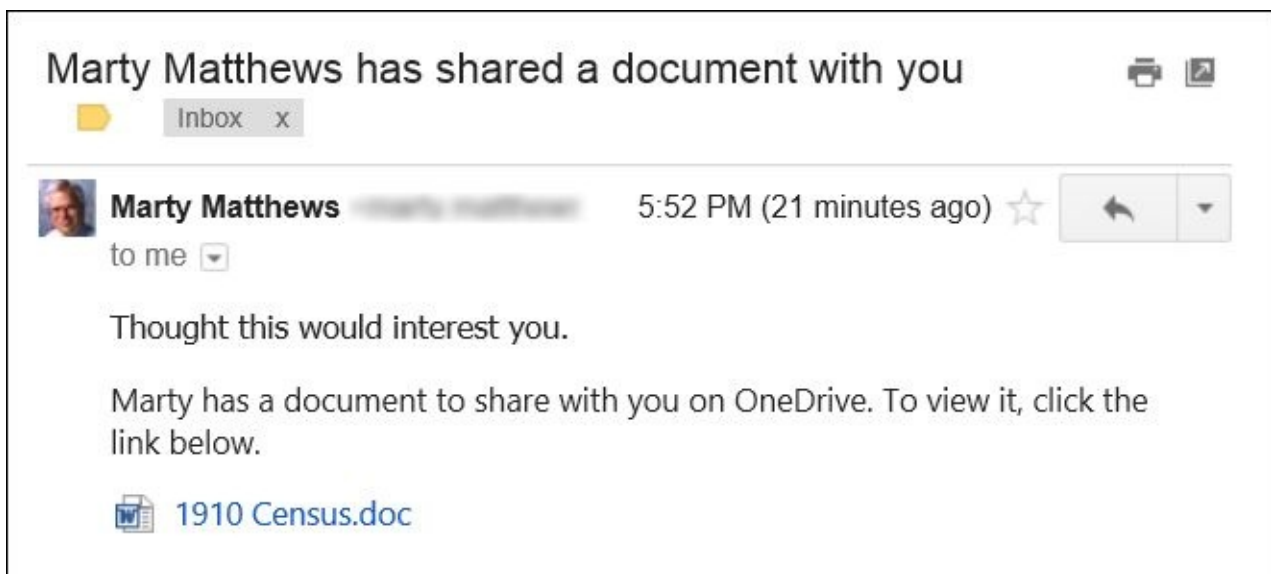 Marty Matthews has shared a document with you
Inbox x
Marty Matthews 5:52 PM (21 minutes ago)
to me
Thought this would interest you.
Marty has a document to share with you on OneDrive. To view it, click the
link below.
W 1910 Census.doc